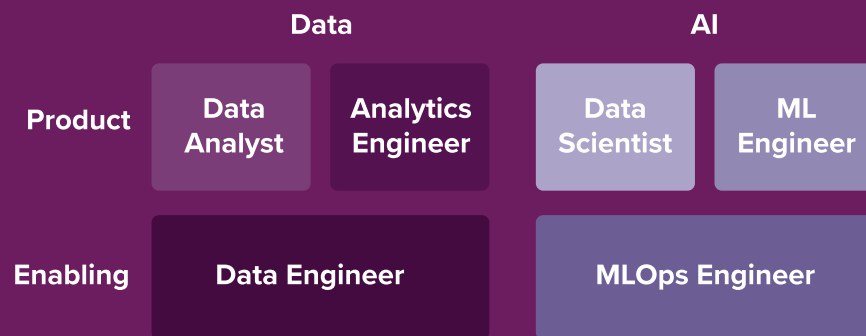 Data
AI
Product
Data
Analyst
Analytics
Engineer
Data
Scientist
ML
Engineer
Enabling
Data Engineer
MLOps Engineer